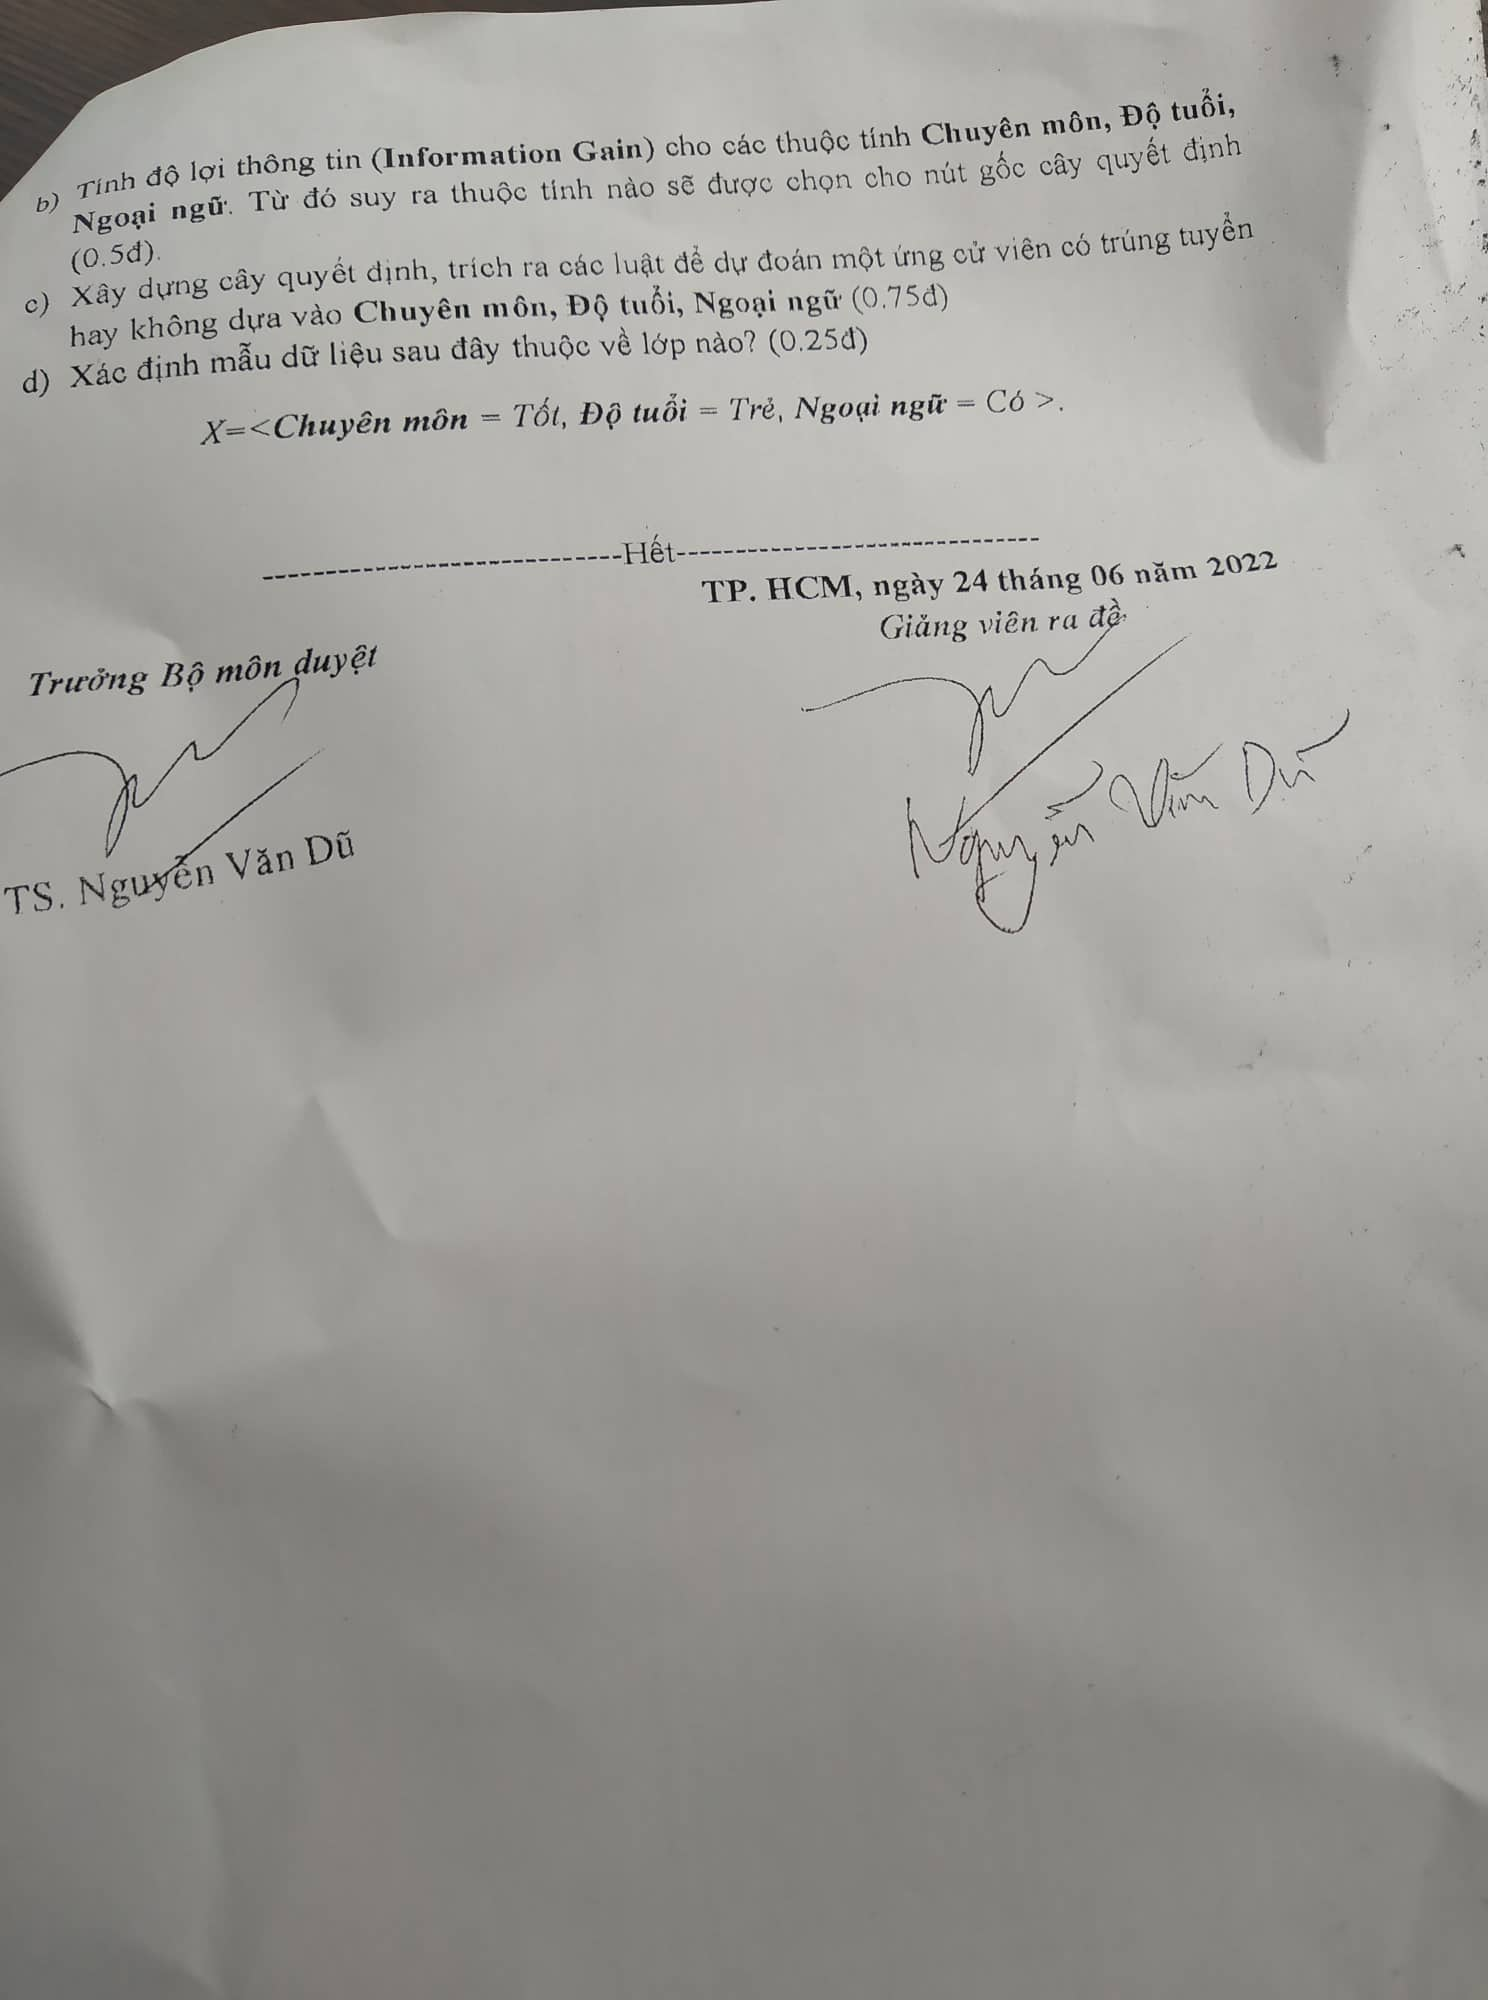 b) Tính độ lợi thông tin (Information Gain) cho các thuộc tính Chuyên môn, Độ tuổi,
Ngoại ngữ. Từ đó suy ra thuộc tính nào sẽ được chọn cho nút gốc cây quyết định
(0.5đ).
c) Xây dựng cây quyết định, trích ra các luật để dự đoán một ứng cử viên có trúng tuyển
hay không dựa vào Chuyên môn, Độ tuổi, Ngoại ngữ (0.75đ)
d) Xác định mẫu dữ liệu sau đây thuộc về lớp nào? (0.25đ)
X=<Chuyên môn = Tốt, Độ tuổi = Trẻ, Ngoại ngữ = Có >.
------------------------------Hết------------------------------
TP. HCM, ngày 24 tháng 06 năm 2022
Giảng viên ra đề
Trưởng Bộ môn duyệt
Nguyễn Văn Dũ
TS. Nguyễn Văn Dũ